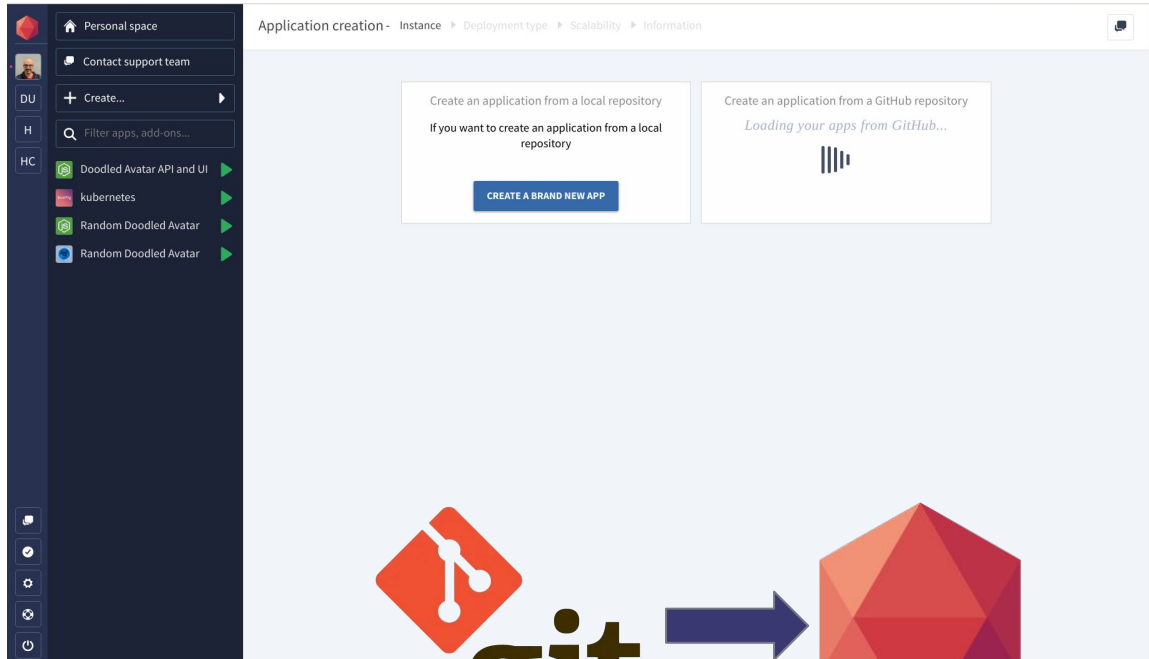 Personal space
Contact support team
Create...
Filter apps, add-ons...
Doodled Avatar API and UI
kubernetes
Random Doodled Avatar
Random Doodled Avatar
DU
H
HC
Application creation - Instance Deployment type Scalability Information
Create an application from a local repository
If you want to create an application from a local
repository
CREATE A BRAND NEW APP
Create an application from a GitHub repository
Loading your apps from GitHub...
git